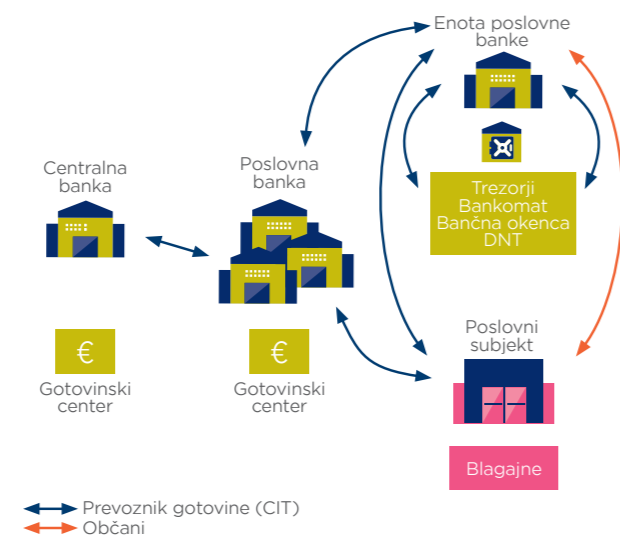 Enota poslovne
banke
Centralna
banka
Poslovna
banka
Trezorji
Bankomat
Bančna okenca
DNT
€
Gotovinski
center
€
Gotovinski
center
Poslovni
subjekt
Blagajne
Prevoznik gotovine (CIT)
Občani